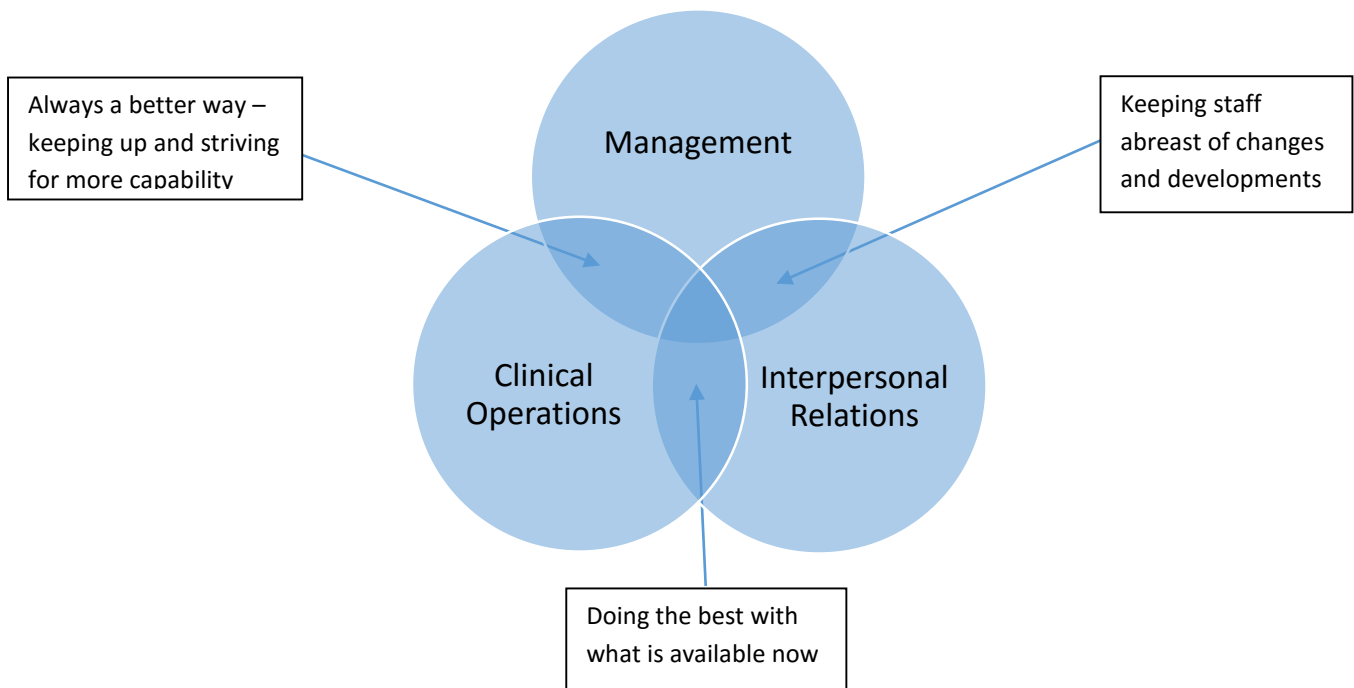 Management
Always a better way –
keeping up and striving
for more capability
Keeping staff
abreast of changes
and developments
Clinical
Operations
Interpersonal
Relations
Doing the best with
what is available now